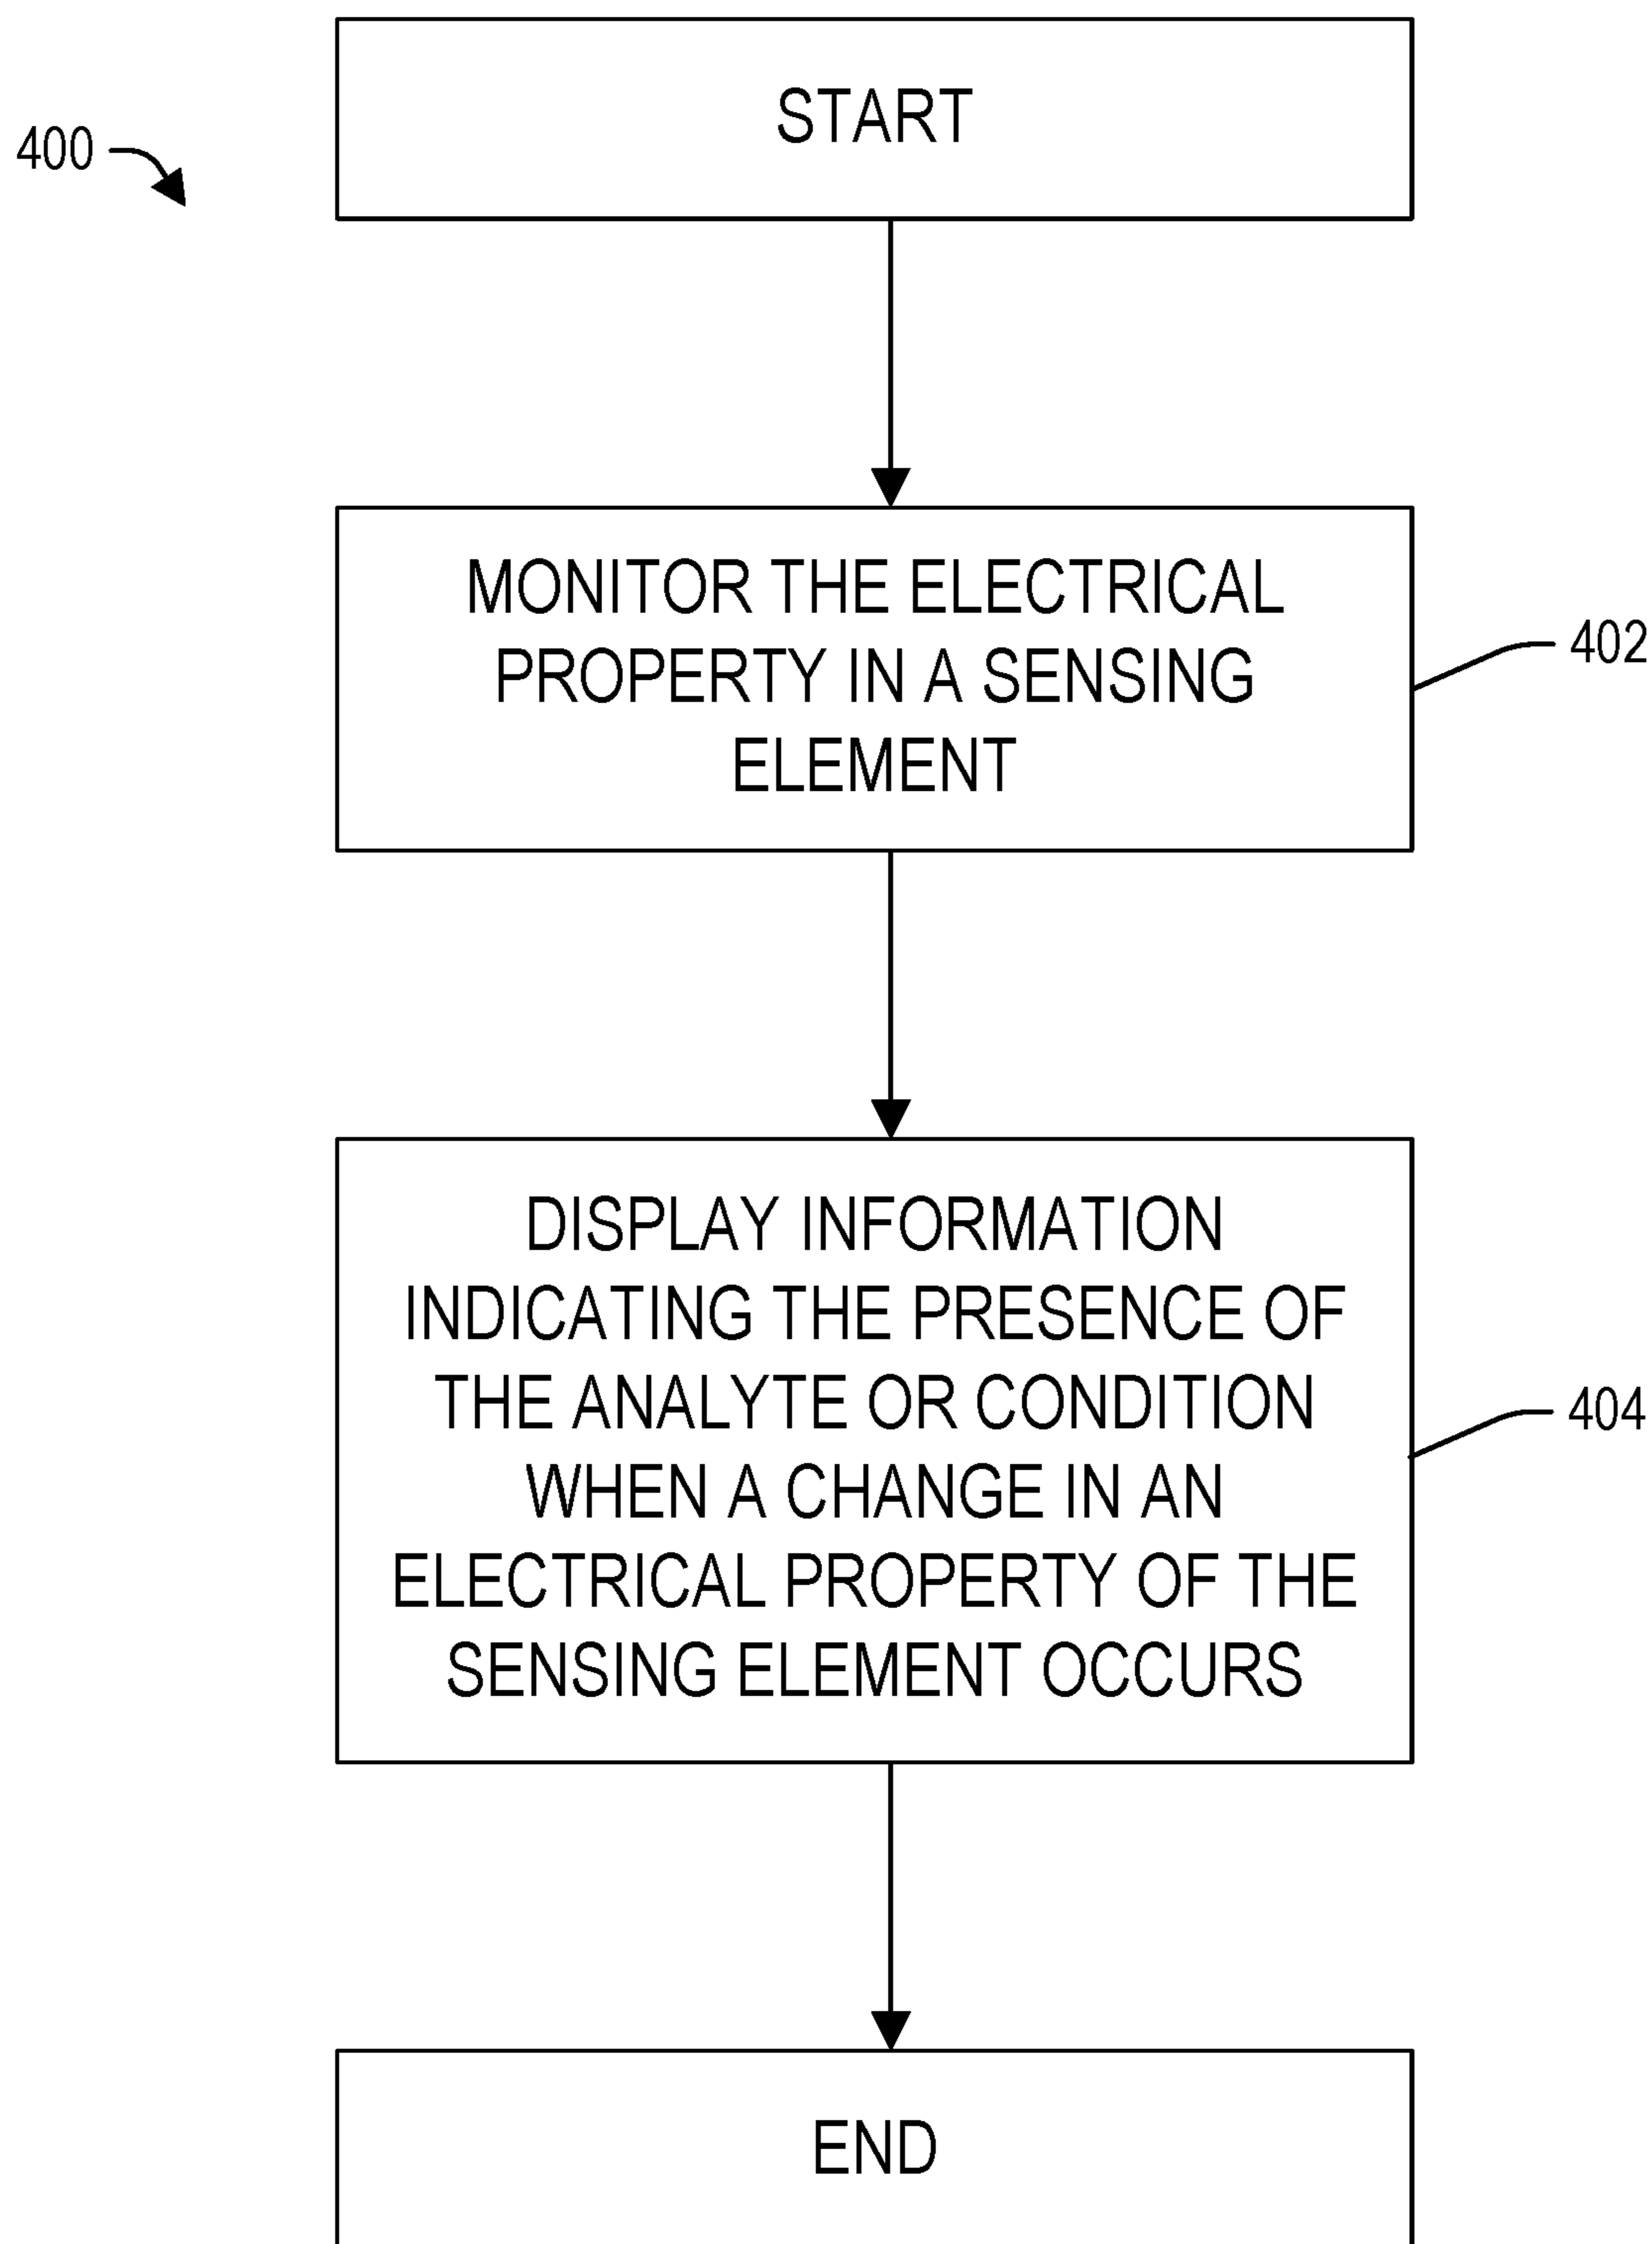 START
400
MONITOR THE ELECTRICAL
PROPERTY IN A SENSING
ELEMENT
402
DISPLAY INFORMATION
INDICATING THE PRESENCE OF
THE ANALYTE OR CONDITION
WHEN A CHANGE IN AN
ELECTRICAL PROPERTY OF THE
SENSING ELEMENT OCCURS
404
END